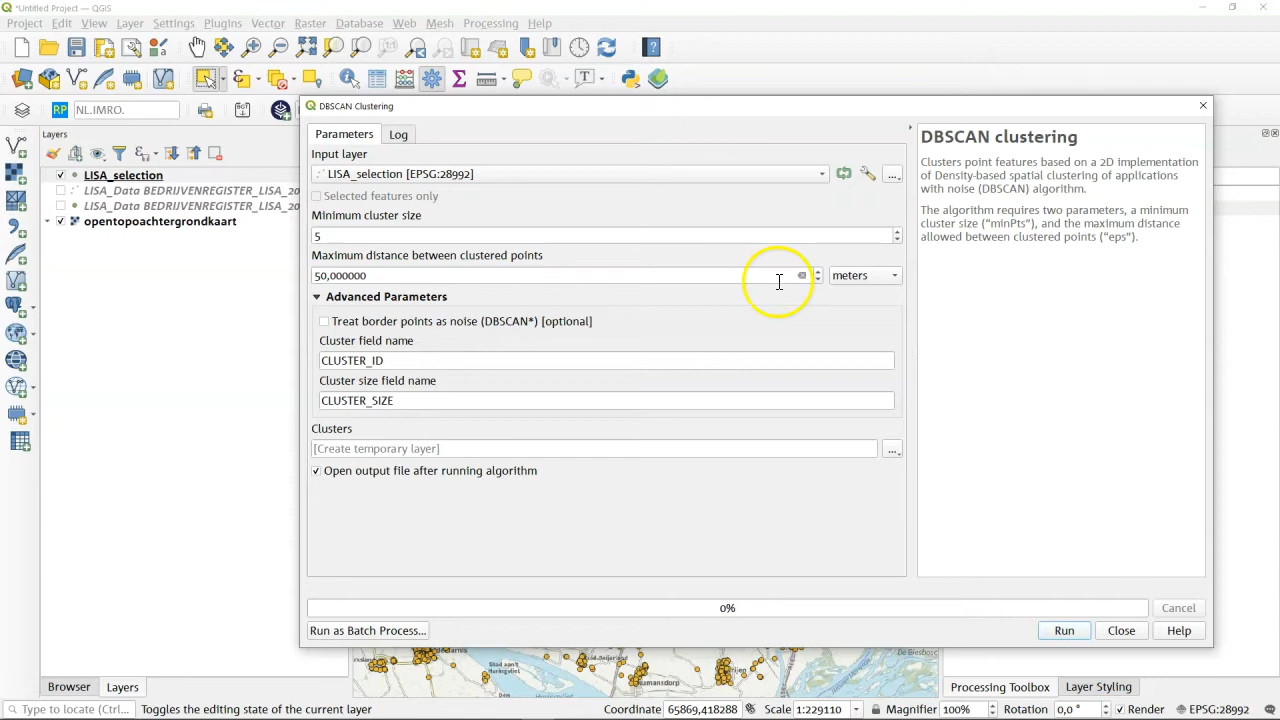 *Untitled Project — QGIS
Project Edit View Layer Settings Plugins Vector Raster Database Web Mesh Processing Help
RP NL.IMRO.
Layers
LISA_selection
LISA_Data BEDRIJVENREGISTER_LISA_20
LISA_Data BEDRIJVENREGISTER_LISA_20
opentopoachtergrondkaart
DBSCAN Clustering
Parameters Log
Input layer
LISA_selection [EPSG:28992]
Selected features only
Minimum cluster size
5
Maximum distance between clustered points
50,000000 meters
Advanced Parameters
Treat border points as noise (DBSCAN*) [optional]
Cluster field name
CLUSTER_ID
Cluster size field name
CLUSTER_SIZE
Clusters
[Create temporary layer]
Open output file after running algorithm
DBSCAN clustering
Clusters point features based on a 2D implementation
of Density-based spatial clustering of applications
with noise (DBSCAN) algorithm.
The algorithm requires two parameters, a minimum
cluster size (“minPts”), and the maximum distance
allowed between clustered points (“eps”).
0% Cancel
Run as Batch Process... Run Close Help
Browser Layers
Processing Toolbox Layer Styling
Type to locate (Ctrl... Toggles the editing state of the current layer Coordinate 65869,418288 Scale 1:229110 Magnifier 100% Rotation 0,0 ° Render EPSG:28992